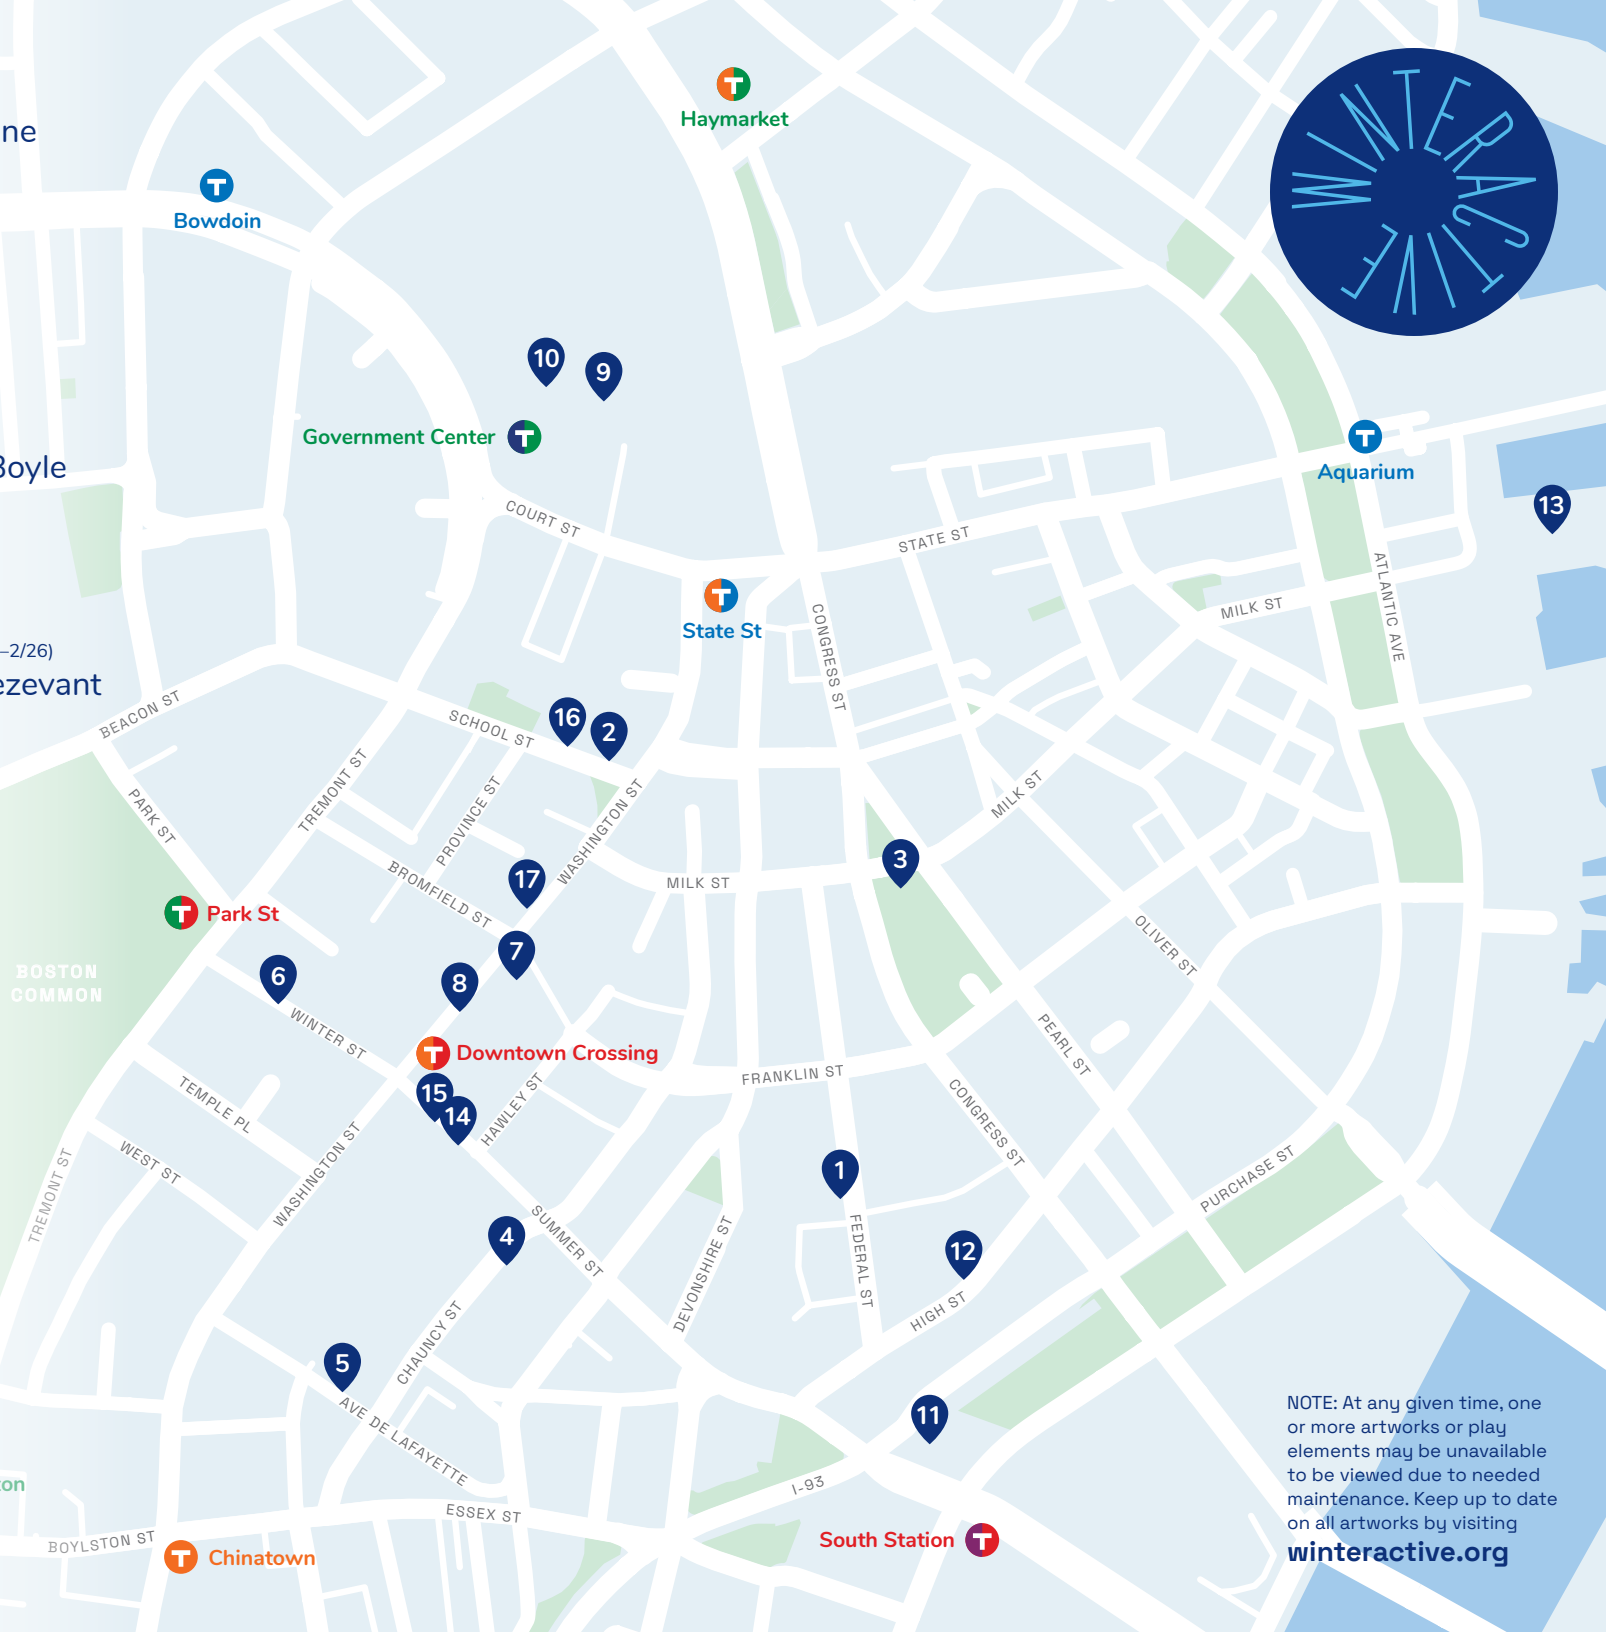 ne
Haymarket
WINTERACTIVE
Bowdoin
10
9
Government Center
Aquarium
Boyle
13
COURT ST
STATE ST
ATLANTIC AVE
State St
CONGRESS ST
MILK ST
–2/26)
ezevant
BEACON ST
SCHOOL ST
16
2
TREMONT ST
PARK ST
PROVINCE ST
WASHINGTON ST
MILK ST
3
17
MILK ST
BROMFIELD ST
Park St
OLIVER ST
7
BOSTON
COMMON
6
8
WINTER ST
Downtown Crossing
PEARL ST
15
14
HAWLEY ST
FRANKLIN ST
TEMPLE PL
CONGRESS ST
WEST ST
WASHINGTON ST
TREMONT ST
1
PURCHASE ST
4
SUMMER ST
DEVONSHIRE ST
FEDERAL ST
12
HIGH ST
CHAUNCY ST
5
AVE DE LAFAYETTE
11
I-93
NOTE: At any given time, one
or more artworks or play
elements may be unavailable
to be viewed due to needed
maintenance. Keep up to date
on all artworks by visiting
winteractive.org
ton
ESSEX ST
BOYLSTON ST
Chinatown
South Station
T
T
T
T
T
T
T
T
T